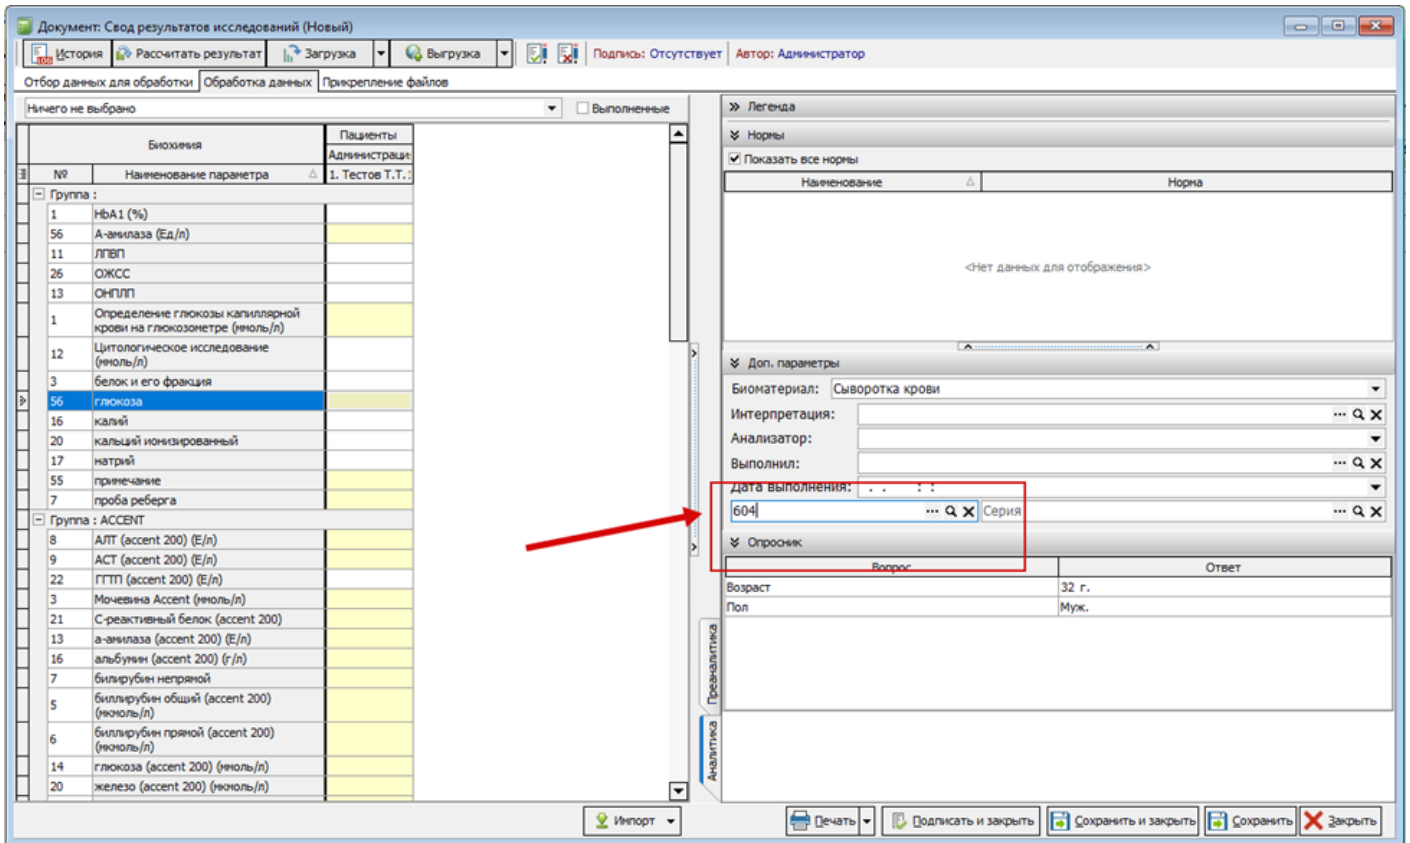 Документ: Свод результатов исследований (Новый)
История Рассчитать результат Загрузка Выгрузка Подпись: Отсутствует Автор: Администратор
Отбор данных для обработки Обработка данных Прикрепление файлов
Ничего не выбрано Выполненные
Биохимия
Пациенты
Администраци
№ Наименование параметра 1. Тестов Т.Т.
Группа :
1 HbA1 (%)
56 А-амилаза (Ед/л)
11 ЛПВП
26 ОЖСС
13 ОНПЛП
1 Определение глюкозы капиллярной
крови на глюкозометре (ммоль/л)
12 Цитологическое исследование
(ммоль/л)
3 белок и его фракция
56 глюкоза
16 калий
20 кальций ионизированный
17 натрий
55 примечание
7 проба реберга
Группа : ACCENT
8 АЛТ (accent 200) (Е/л)
9 АСТ (accent 200) (Е/л)
22 ГГТП (accent 200) (Е/л)
3 Мочевина Accent (ммоль/л)
21 С-реактивный белок (accent 200)
13 а-амилаза (accent 200) (Е/л)
16 альбумин (accent 200) (г/л)
7 билирубин непрямой
5 биллирубин общий (accent 200)
(мкмоль/л)
6 биллирубин прямой (accent 200)
(мкмоль/л)
14 глюкоза (accent 200) (ммоль/л)
20 железо (accent 200) (мкмоль/л)
Легенда
Нормы
Показать все нормы
Наименование Норма
<Нет данных для отображения>
Доп. параметры
Биоматериал: Сыворотка крови
Интерпретация:
Анализатор:
Выполнил:
Дата выполнения: . . : :
604 Серия
Опросник
Вопрос Ответ
Возраст 32 г.
Пол Муж.
Преаналитика
Аналитика
Импорт Печать Подписать и закрыть Сохранить и закрыть Сохранить Закрыть